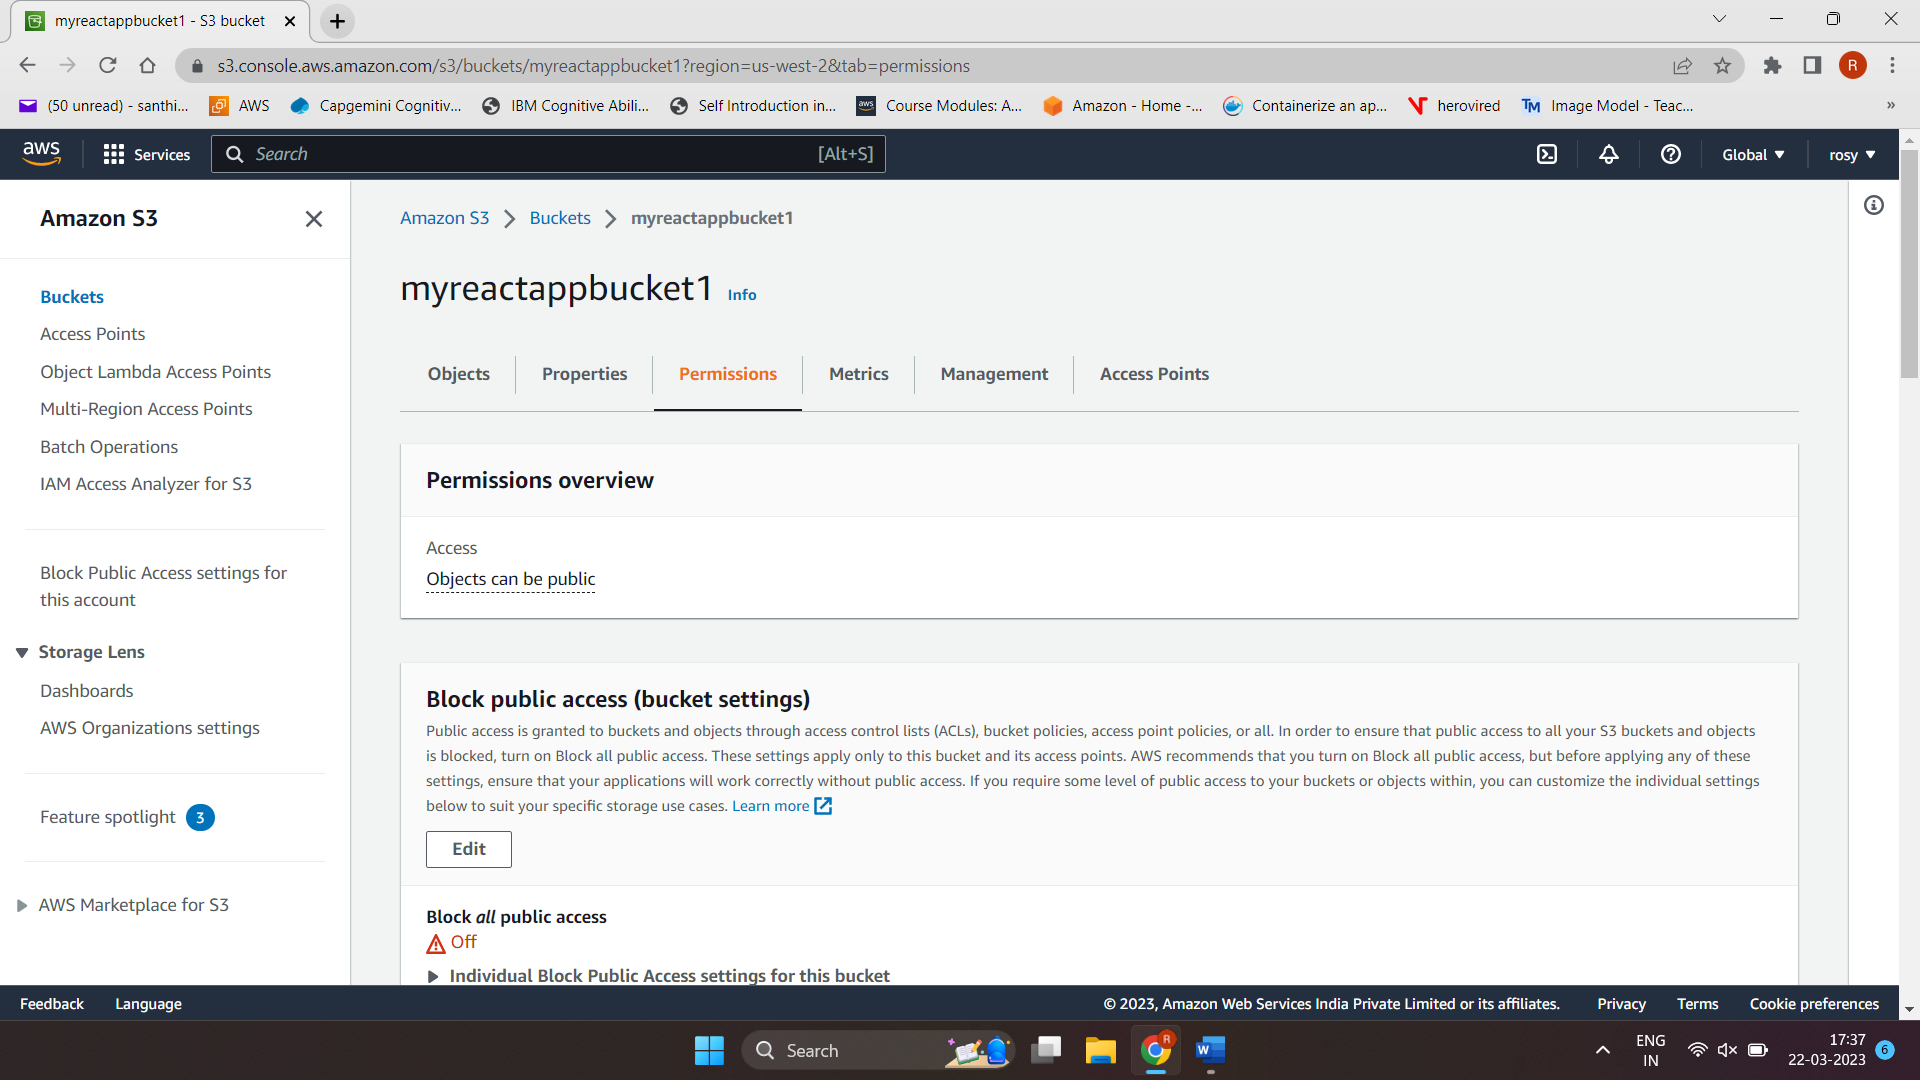 myreactappbucket1 - S3 bucket
s3.console.aws.amazon.com/s3/buckets/myreactappbucket1?region=us-west-2&tab=permissions
R
(50 unread) - santhi...
AWS
Capgemini Cognitiv...
IBM Cognitive Abili...
Self Introduction in...
aws
Course Modules: A...
Amazon - Home -...
Containerize an ap...
herovired
TM
Image Model - Teac...
»
aws
Services
Search
[Alt+S]
Global
rosy
Amazon S3
Buckets
Access Points
Object Lambda Access Points
Multi-Region Access Points
Batch Operations
IAM Access Analyzer for S3
Block Public Access settings for
this account
Storage Lens
Dashboards
AWS Organizations settings
Feature spotlight 3
AWS Marketplace for S3
Amazon S3 > Buckets > myreactappbucket1
myreactappbucket1 Info
Objects
Properties
Permissions
Metrics
Management
Access Points
Permissions overview
Access
Objects can be public
Block public access (bucket settings)
Public access is granted to buckets and objects through access control lists (ACLs), bucket policies, access point policies, or all. In order to ensure that public access to all your S3 buckets and objects
is blocked, turn on Block all public access. These settings apply only to this bucket and its access points. AWS recommends that you turn on Block all public access, but before applying any of these
settings, ensure that your applications will work correctly without public access. If you require some level of public access to your buckets or objects within, you can customize the individual settings
below to suit your specific storage use cases. Learn more
Edit
Block all public access
Off
Individual Block Public Access settings for this bucket
Feedback
Language
© 2023, Amazon Web Services India Private Limited or its affiliates.
Privacy
Terms
Cookie preferences
Search
R
W
ENG
IN
17:37
22-03-2023
6